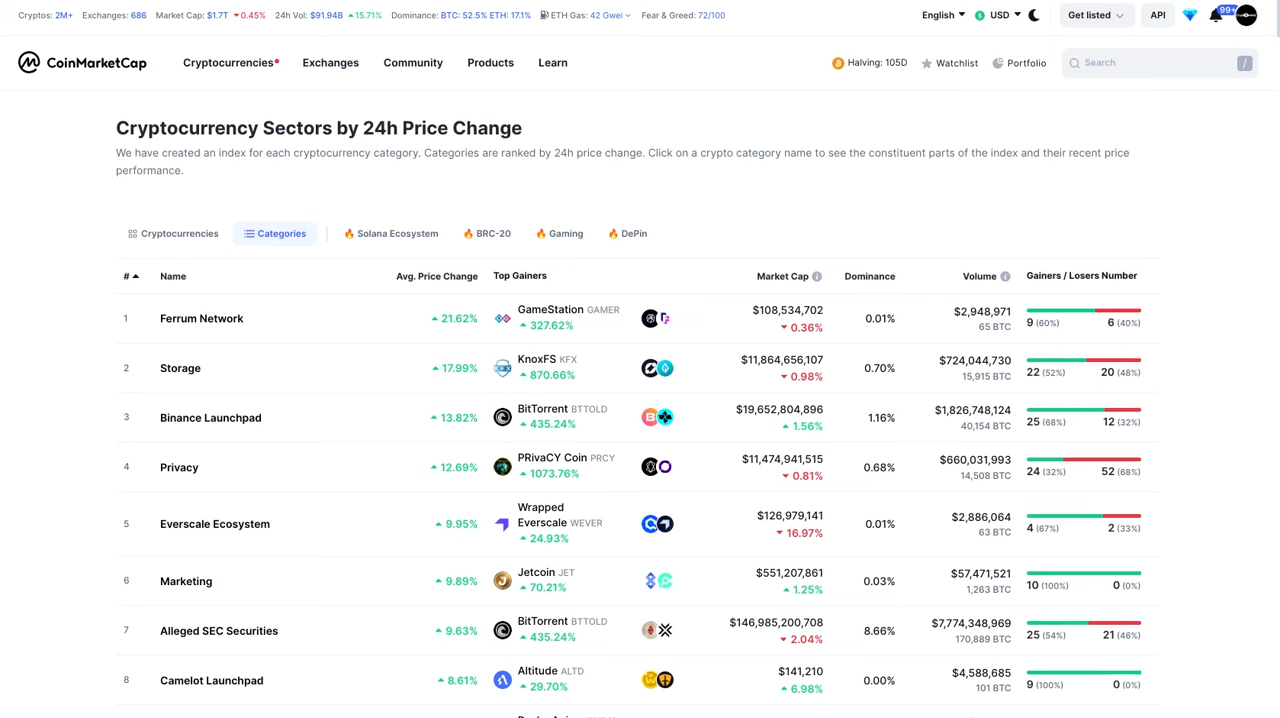 Cryptos: 2M+ Exchanges: 686 Market Cap: $1.7T 0.45% 24h Vol: $91.94B 15.71% Dominance: BTC: 52.5% ETH: 17.1% ETH Gas: 42 Gwei Fear & Greed: 72/100 English USD Get listed API 99+
CoinMarketCap Cryptocurrencies Exchanges Community Products Learn Halving: 105D Watchlist Portfolio Search /
Cryptocurrency Sectors by 24h Price Change
We have created an index for each cryptocurrency category. Categories are ranked by 24h price change. Click on a crypto category name to see the constituent parts of the index and their recent price
performance.
Cryptocurrencies Categories Solana Ecosystem BRC-20 Gaming DePin
# Name Avg. Price Change Top Gainers Market Cap Dominance Volume Gainers / Losers Number
1 Ferrum Network 21.62% GameStation GAMER $108,534,702 0.01% $2,948,971
327.62% 0.36% 65 BTC 9 (60%) 6 (40%)
2 Storage 17.99% KnoxFS KFX $11,864,656,107 0.70% $724,044,730
870.66% 0.98% 15,915 BTC 22 (52%) 20 (48%)
3 Binance Launchpad 13.82% BitTorrent BTTOLD $19,652,804,896 1.16% $1,826,748,124
435.24% 1.56% 40,154 BTC 25 (68%) 12 (32%)
4 Privacy 12.69% PRivaCY Coin PRCY $11,474,941,515 0.68% $660,031,993
1073.76% 0.81% 14,508 BTC 24 (32%) 52 (68%)
Wrapped
5 Everscale Ecosystem 9.95% Everscale WEVER $126,979,141 0.01% $2,886,064
24.93% 16.97% 63 BTC 4 (67%) 2 (33%)
6 Marketing 9.89% Jetcoin JET $551,207,861 0.03% $57,471,521
70.21% 1.25% 1,263 BTC 10 (100%) 0 (0%)
7 Alleged SEC Securities 9.63% BitTorrent BTTOLD $146,985,200,708 8.66% $7,774,348,969
435.24% 2.04% 170,889 BTC 25 (54%) 21 (46%)
8 Camelot Launchpad 8.61% Altitude ALTD $141,210 0.00% $4,588,685
29.70% 6.98% 101 BTC 9 (100%) 0 (0%)